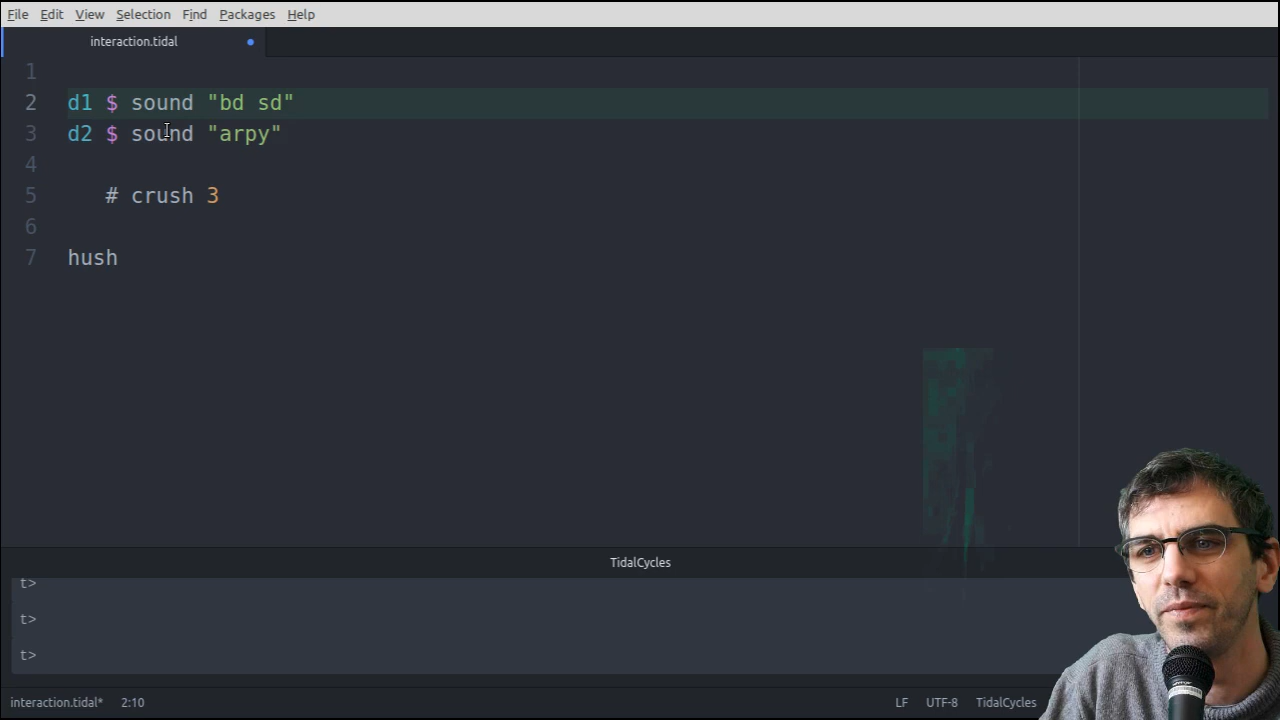 File Edit View Selection Find Packages Help
interaction.tidal
1
2 d1 $ sound "bd sd"
3 d2 $ sound "arpy"
4
5 # crush 3
6
7 hush
TidalCycles
t>
t>
t>
interaction.tidal* 2:10 LF UTF-8 TidalCycles